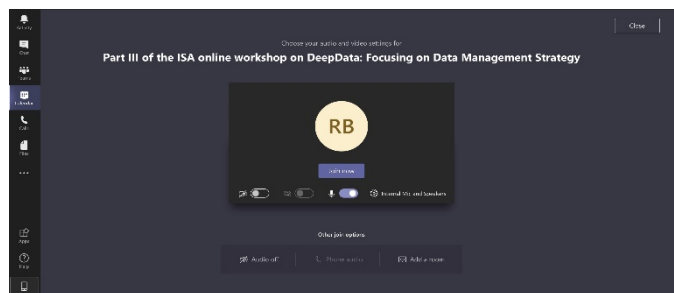 Activity
Chat
Teams
Calendar
Calls
Files
...
Apps
Help
Close
Choose your audio and video settings for
Part III of the ISA online workshop on DeepData: Focusing on Data Management Strategy
RB
Join now
Internal Mic and Speakers
Other join options
Audio off
Phone audio
Add a room